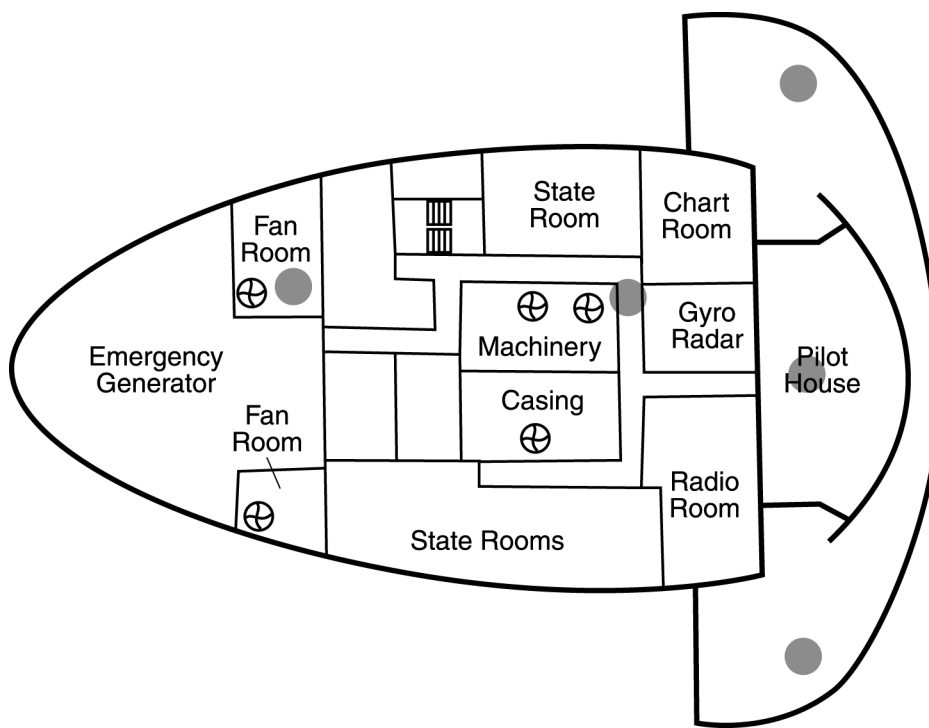 State
Room
Chart
Room
Fan
Room
Gyro
Radar
Machinery
Emergency
Generator
Pilot
House
Casing
Fan
Room
Radio
Room
State Rooms